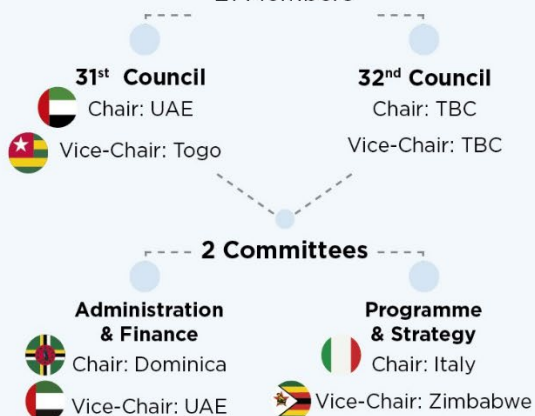 31st Council
Chair: UAE
Vice-Chair: Togo
32nd Council
Chair: TBC
Vice-Chair: TBC
2 Committees
Administration
& Finance
Chair: Dominica
Vice-Chair: UAE
Programme
& Strategy
Chair: Italy
Vice-Chair: Zimbabwe